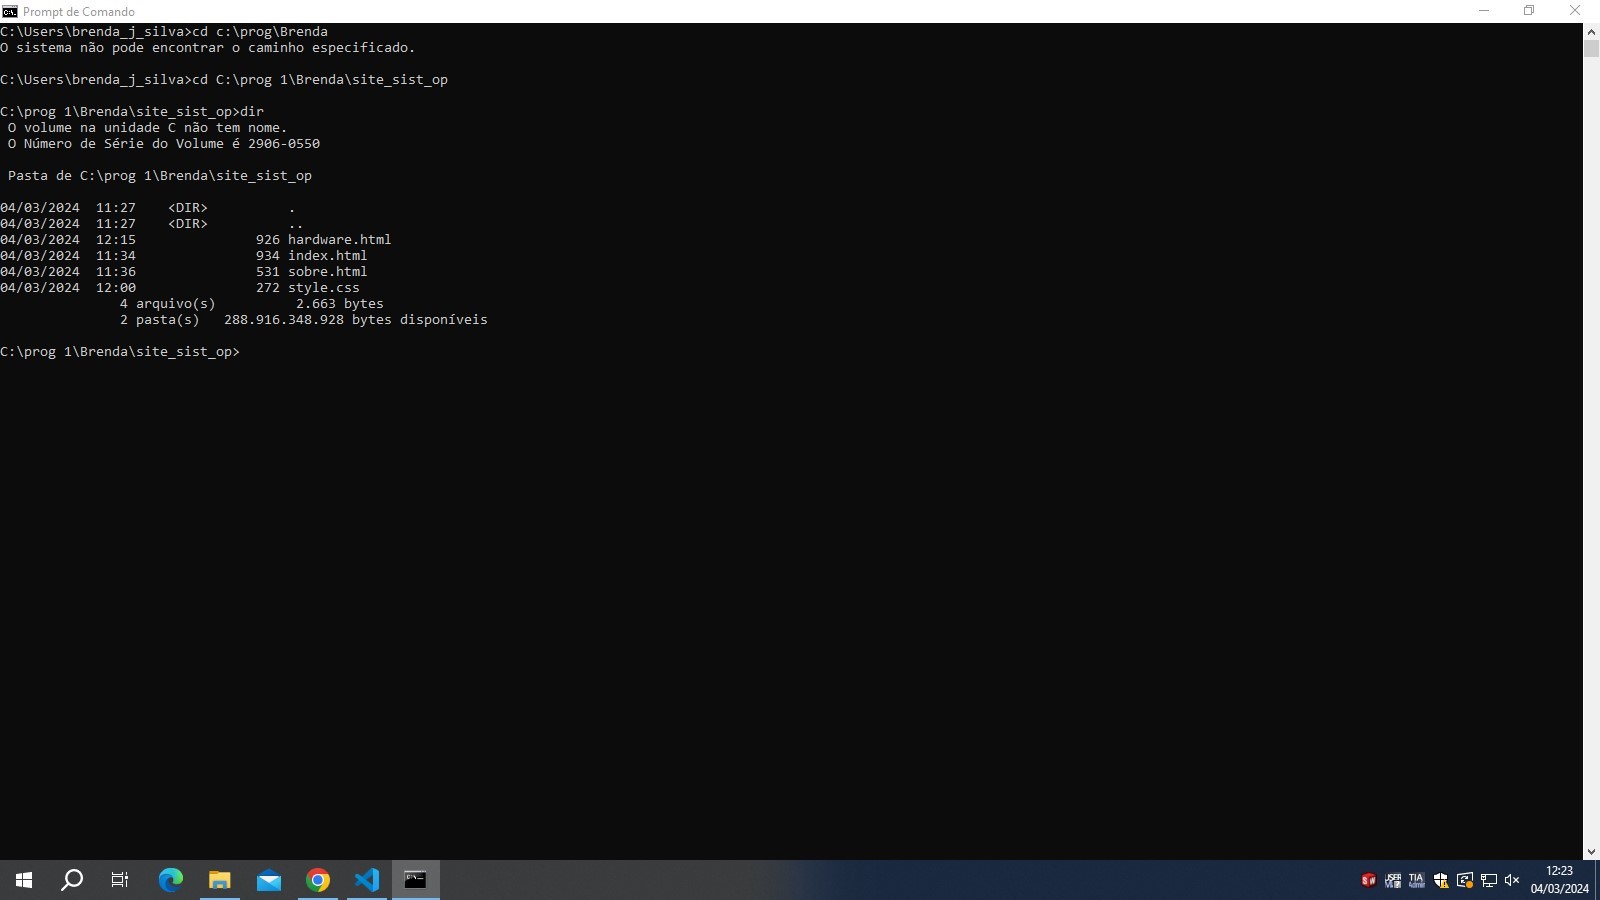 Prompt de Comando
C:\Users\brenda_j_silva>cd c:\prog\Brenda
O sistema não pode encontrar o caminho especificado.
C:\Users\brenda_j_silva>cd C:\prog 1\Brenda\site_sist_op
C:\prog 1\Brenda\site_sist_op>dir
 O volume na unidade C não tem nome.
 O Número de Série do Volume é 2906-0550
 Pasta de C:\prog 1\Brenda\site_sist_op
04/03/2024  11:27    <DIR>          .
04/03/2024  11:27    <DIR>          ..
04/03/2024  12:15               926 hardware.html
04/03/2024  11:34               934 index.html
04/03/2024  11:36               531 sobre.html
04/03/2024  12:00               272 style.css
               4 arquivo(s)          2.663 bytes
               2 pasta(s)   288.916.348.928 bytes disponíveis
C:\prog 1\Brenda\site_sist_op>
12:23
04/03/2024